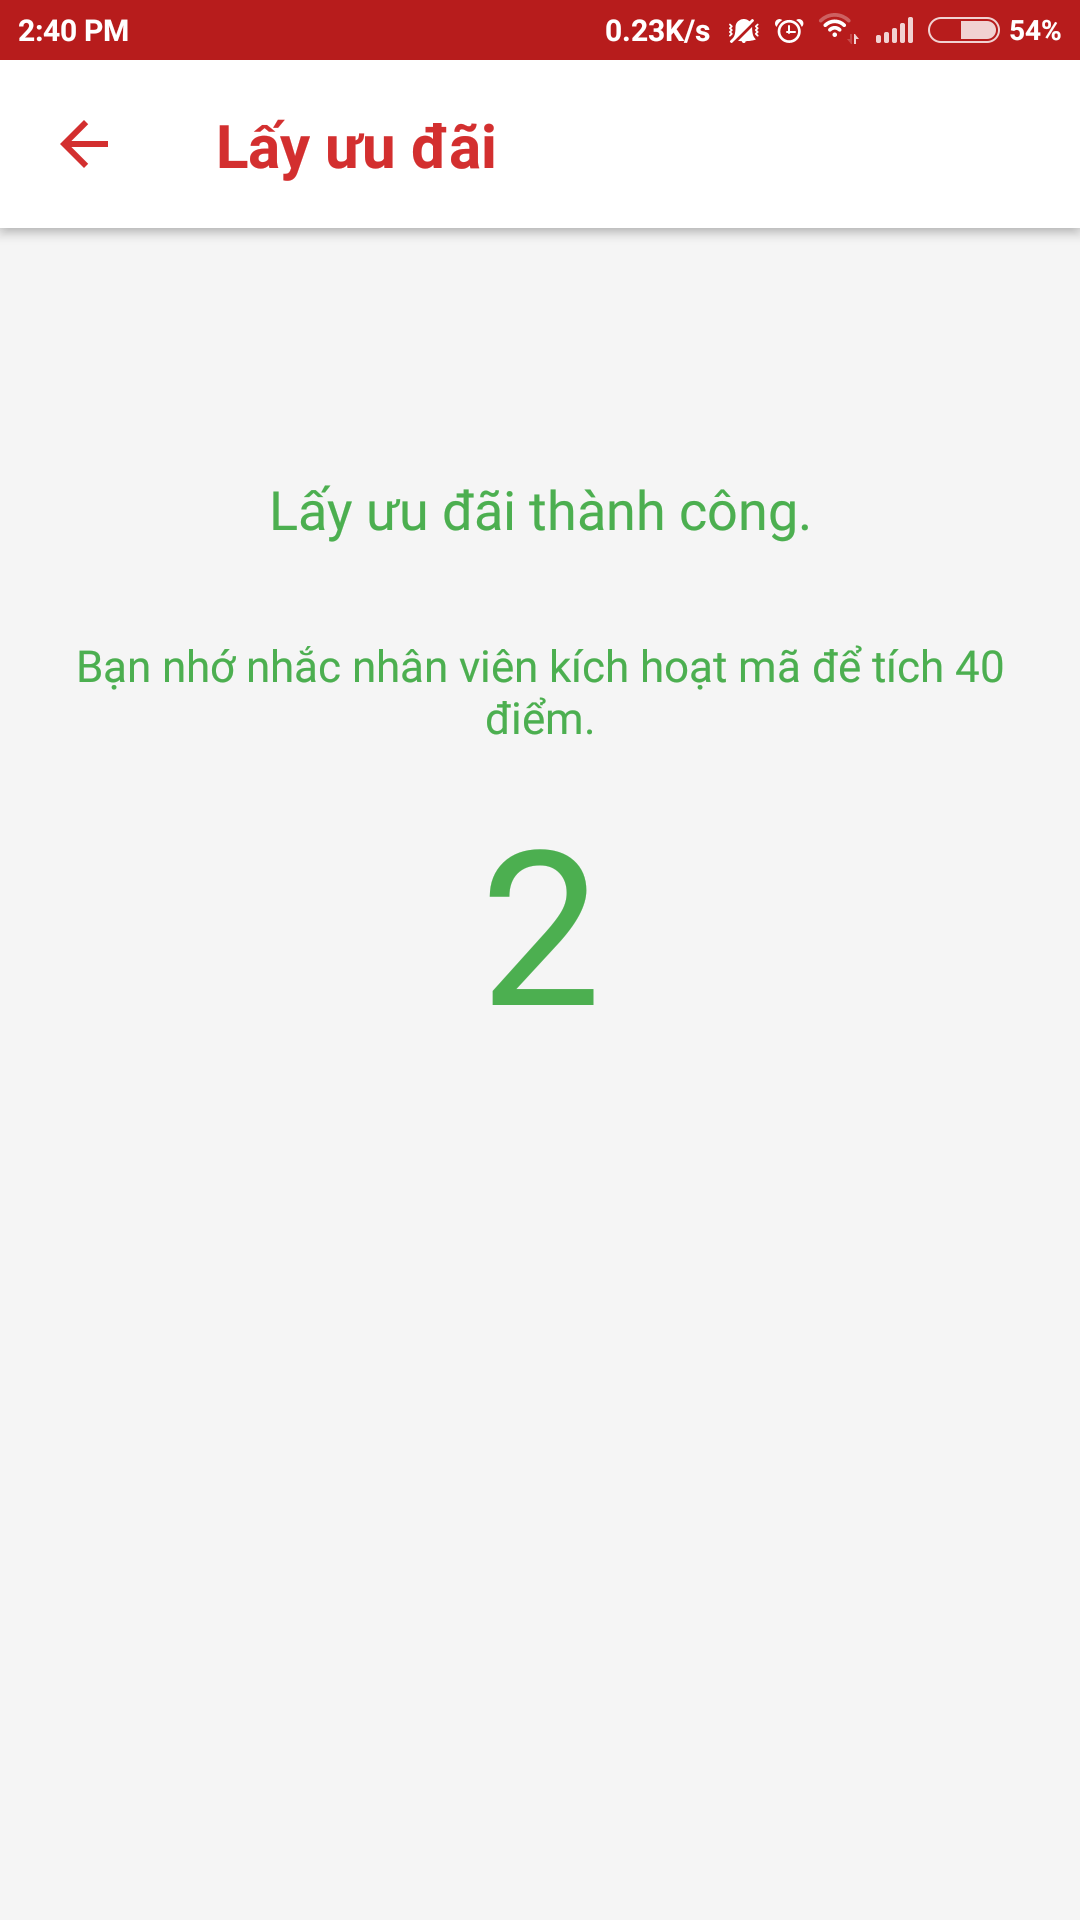 2:40 PM 0.23K/s 54%
Lấy ưu đãi
Lấy ưu đãi thành công.
Bạn nhớ nhắc nhân viên kích hoạt mã để tích 40
điểm.
2